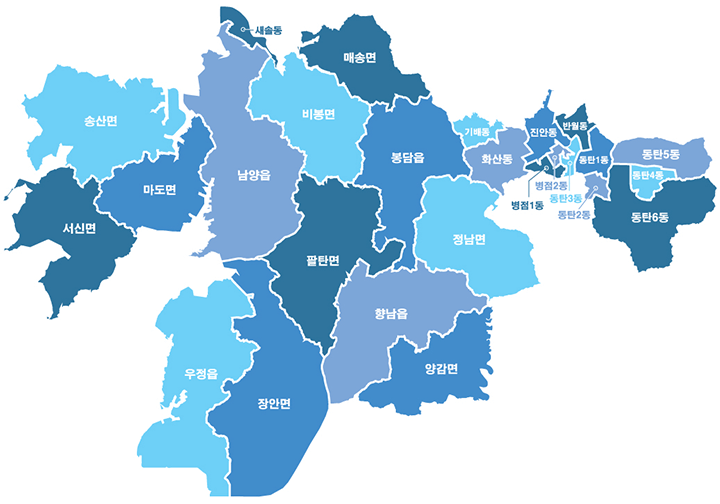 새솔동
매송면
송산면
비봉면
기배동
진안동
반월동
남양읍
봉담읍
화산동
동탄1동
동탄5동
마도면
병점2동
동탄4동
동탄3동
병점1동
동탄2동
동탄6동
서신면
정남면
팔탄면
향남읍
우정읍
양감면
장안면